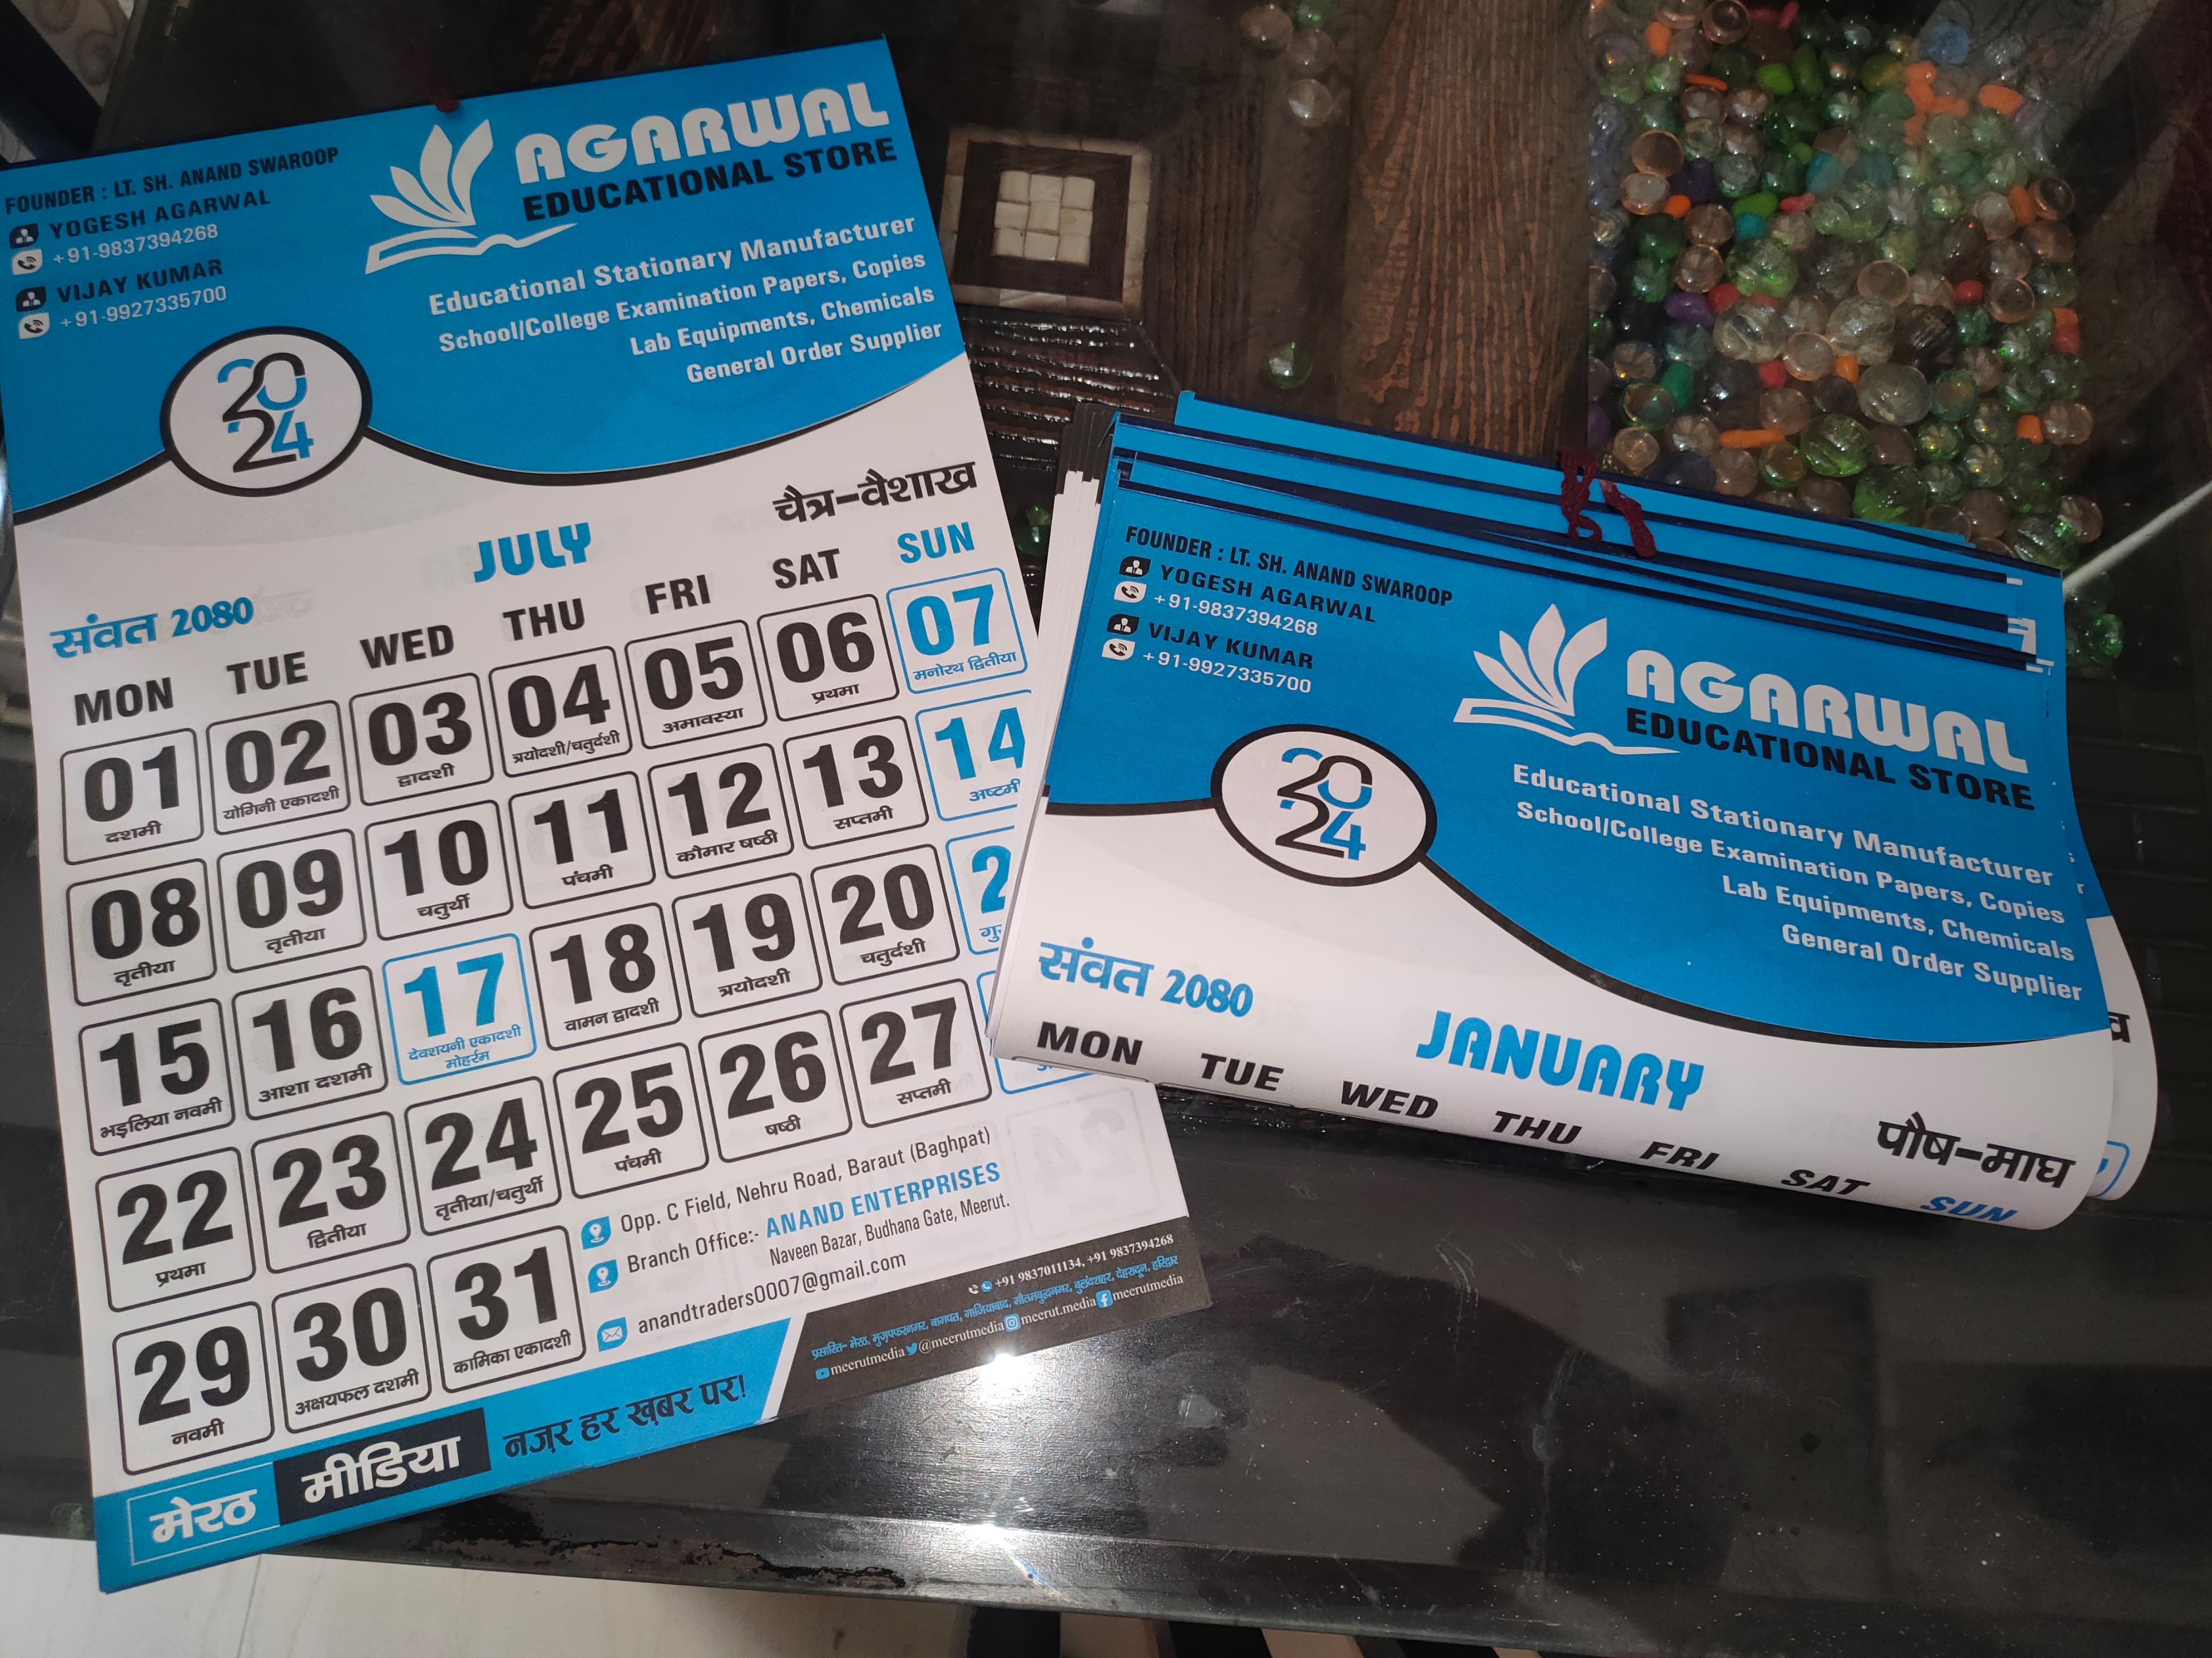 FOUNDER : LT. SH. ANAND SWAROOP
YOGESH AGARWAL
+91-9837394268
VIJAY KUMAR
+91-9927335700
AGARWAL
EDUCATIONAL STORE
Educational Stationary Manufacturer
School/College Examination Papers, Copies
Lab Equipments, Chemicals
General Order Supplier
2024
चैत्र-वैशाख
JULY
संवत 2080
MON TUE WED THU FRI SAT SUN
01 02 03 04 05 06 07
दशमी योगिनी एकादशी द्वादशी त्रयोदशी/चतुर्दशी अमावस्या प्रथमा मनोरथ द्वितीया
08 09 10 11 12 13 14
तृतीया तृतीया चतुर्थी पंचमी कौमार षष्ठी सप्तमी अष्टमी
15 16 17 18 19 20
भड़लिया नवमी आशा दशमी देवशयनी एकादशी वामन द्वादशी त्रयोदशी चतुर्दशी
मोहर्रम
22 23 24 25 26 27
प्रथमा द्वितीया तृतीया/चतुर्थी पंचमी षष्ठी सप्तमी
29 30 31
नवमी अक्षयफल दशमी कामिका एकादशी
Opp. C Field, Nehru Road, Baraut (Baghpat)
Branch Office:- ANAND ENTERPRISES
Naveen Bazar, Budhana Gate, Meerut.
anandtraders0007@gmail.com
मेरठ मीडिया नज़र हर ख़बर पर!
+91 9837011134, +91 9837394268
प्रसारित- मेरठ, मुज़फ्फरनगर, बागपत, गाजियाबाद, गौतमबुद्धनगर, बुलंदशहर, देहरादून, हरिद्वार
meerutmedia @meerutmedia meerut.media meerutmedia
FOUNDER : LT. SH. ANAND SWAROOP
YOGESH AGARWAL
+91-9837394268
VIJAY KUMAR
+91-9927335700
AGARWAL
EDUCATIONAL STORE
Educational Stationary Manufacturer
School/College Examination Papers, Copies
Lab Equipments, Chemicals
General Order Supplier
2024
संवत 2080
JANUARY
पौष-माघ
MON TUE WED THU FRI SAT SUN